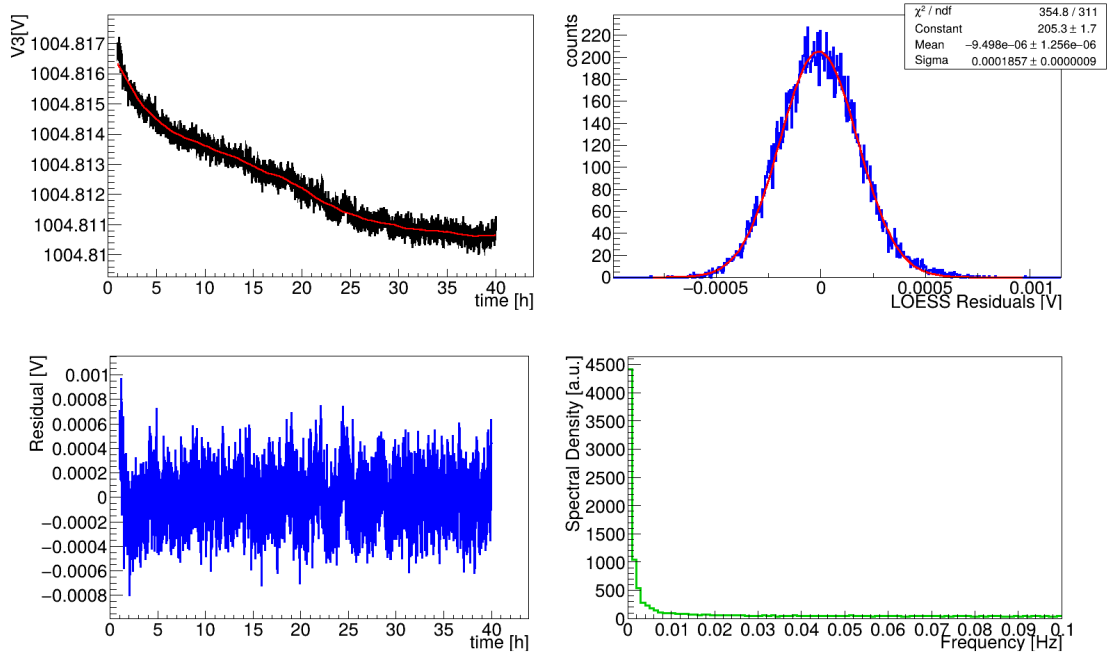 V3[V]
1004.817
1004.816
1004.815
1004.814
1004.813
1004.812
1004.811
1004.81
0 5 10 15 20 25 30 35 40
time [h]
counts
220
200
180
160
140
120
100
80
60
40
20
0
−0.0005 0 0.0005 0.001
LOESS Residuals [V]
χ² / ndf 354.8 / 311
Constant 205.3 ± 1.7
Mean −9.498e−06 ± 1.256e−06
Sigma 0.0001857 ± 0.0000009
Residual [V]
0.001
0.0008
0.0006
0.0004
0.0002
0
−0.0002
−0.0004
−0.0006
−0.0008
0 5 10 15 20 25 30 35 40
time [h]
Spectral Density [a.u.]
4500
4000
3500
3000
2500
2000
1500
1000
500
0
0 0.01 0.02 0.03 0.04 0.05 0.06 0.07 0.08 0.09 0.1
Frequency [Hz]